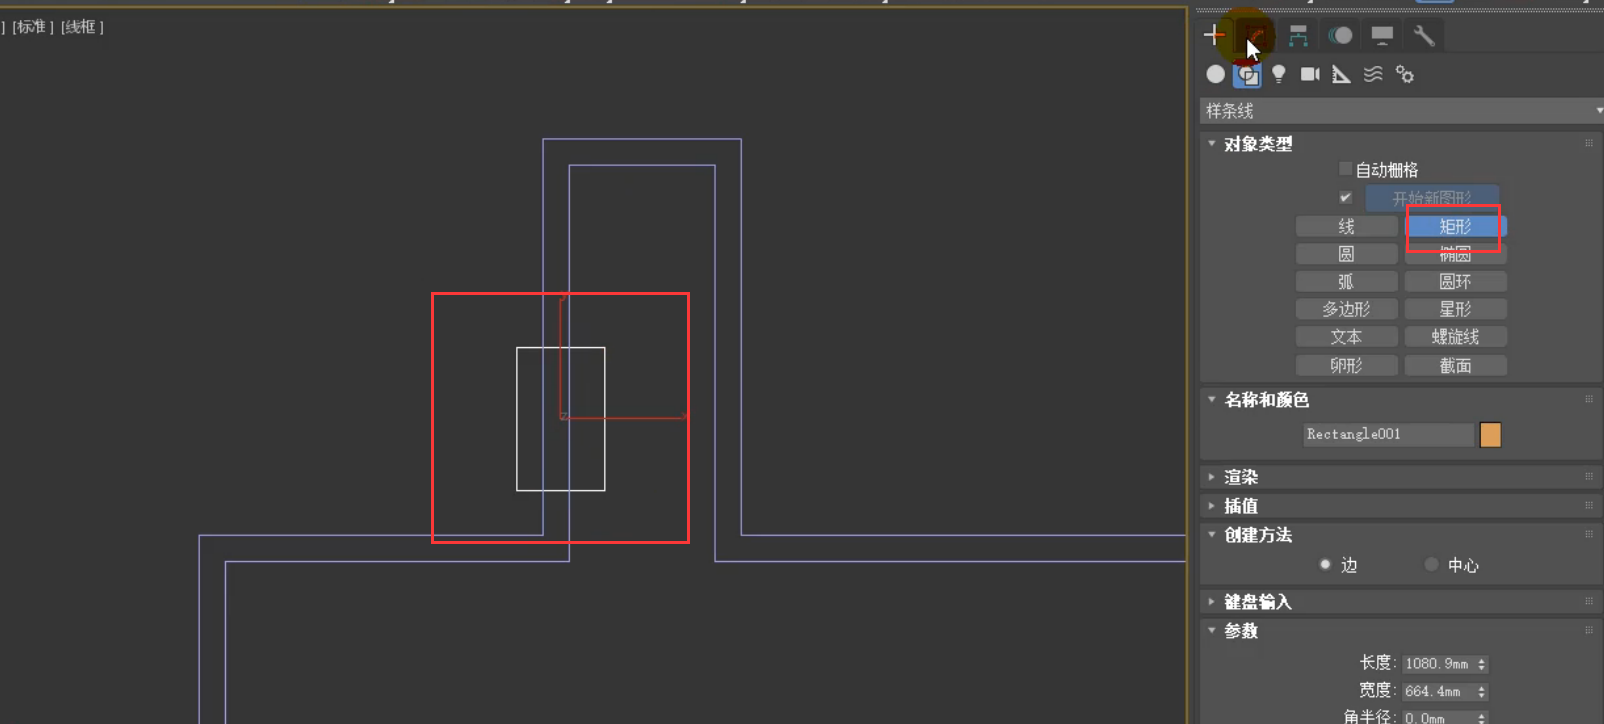 ] [标准 ] [线框 ]
样条线
对象类型
自动栅格
开始新图形
线 矩形
圆 椭圆
弧 圆环
多边形 星形
文本 螺旋线
卵形 截面
名称和颜色
Rectangle001
渲染
插值
创建方法
边 中心
键盘输入
参数
长度: 1080.9mm
宽度: 664.4mm
角半径: 0.0mm